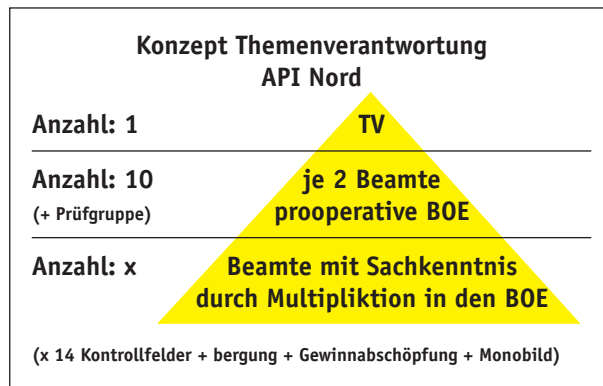 Konzept Themenverantwortung
API Nord
Anzahl: 1 TV
Anzahl: 10 je 2 Beamte
(+ Prüfgruppe) prooperative BOE
Anzahl: x Beamte mit Sachkenntnis
durch Multipliktion in den BOE
(x 14 Kontrollfelder + bergung + Gewinnabschöpfung + Monobild)